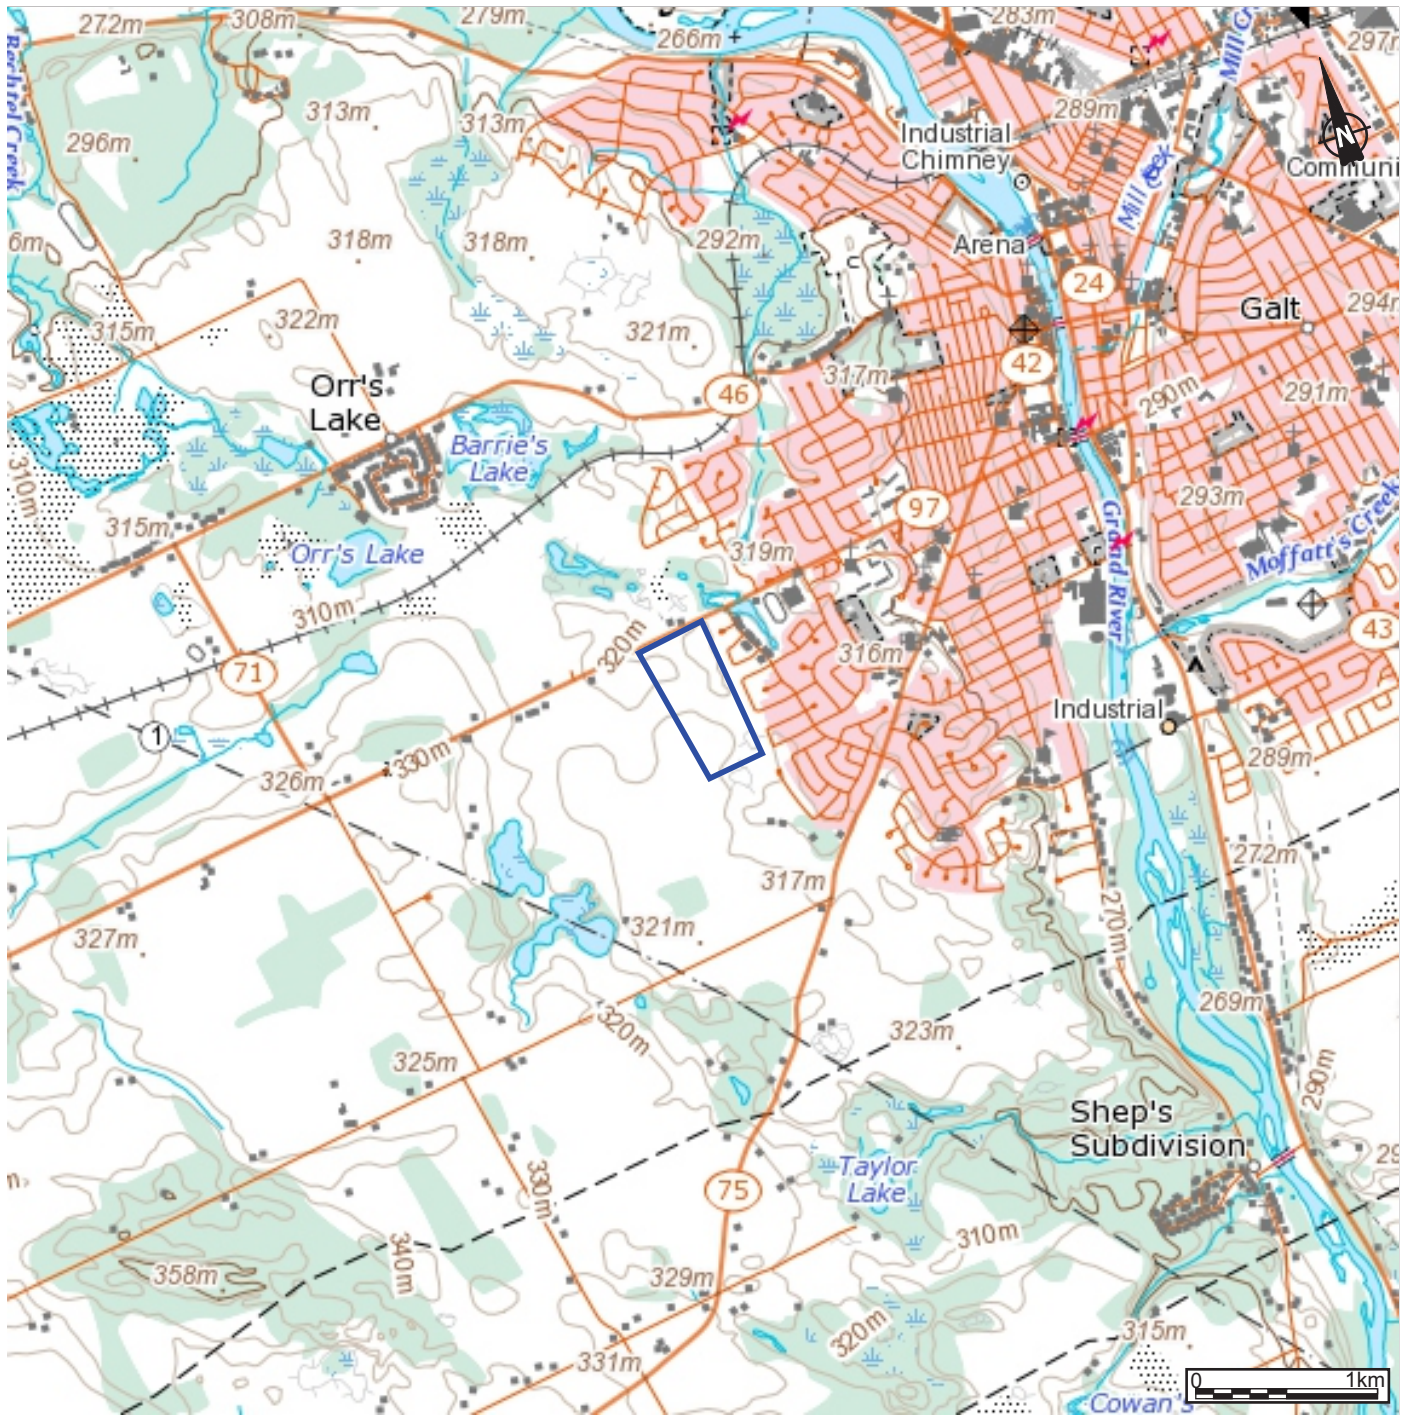 272m
308m
279m
266m
283m
297m
Mill Cr
Bechtel Creek
296m
313m
313m
289m
Industrial
Chimney
N
Communi
Mill Creek
6m
318m
318m
292m
Arena
24
315m
322m
321m
Galt
294m
Orr's
Lake
46
317m
42
290m
291m
Barrie's
Lake
310m
315m
Orr's Lake
97
293m
319m
Grand River
Moffatt's Creek
310m
320m
316m
43
71
Industrial
1
326m
330m
289m
272m
317m
270m
327m
321m
269m
320m
323m
325m
290m
Shep's
Subdivision
330m
Taylor
Lake
75
29
m
340m
310m
358m
329m
320m
315m
331m
0 1km
Cowan's